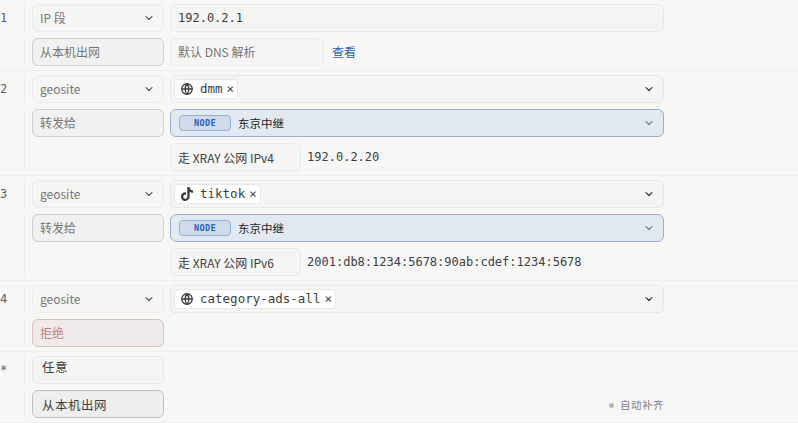 1 IP 段 192.0.2.1
从本机出网 默认 DNS 解析 查看
2 geosite dmm ×
转发给 NODE 东京中继
走 XRAY 公网 IPv4 192.0.2.20
3 geosite tiktok ×
转发给 NODE 东京中继
走 XRAY 公网 IPv6 2001:db8:1234:5678:90ab:cdef:1234:5678
4 geosite category-ads-all ×
拒绝
* 任意
从本机出网 自动补齐